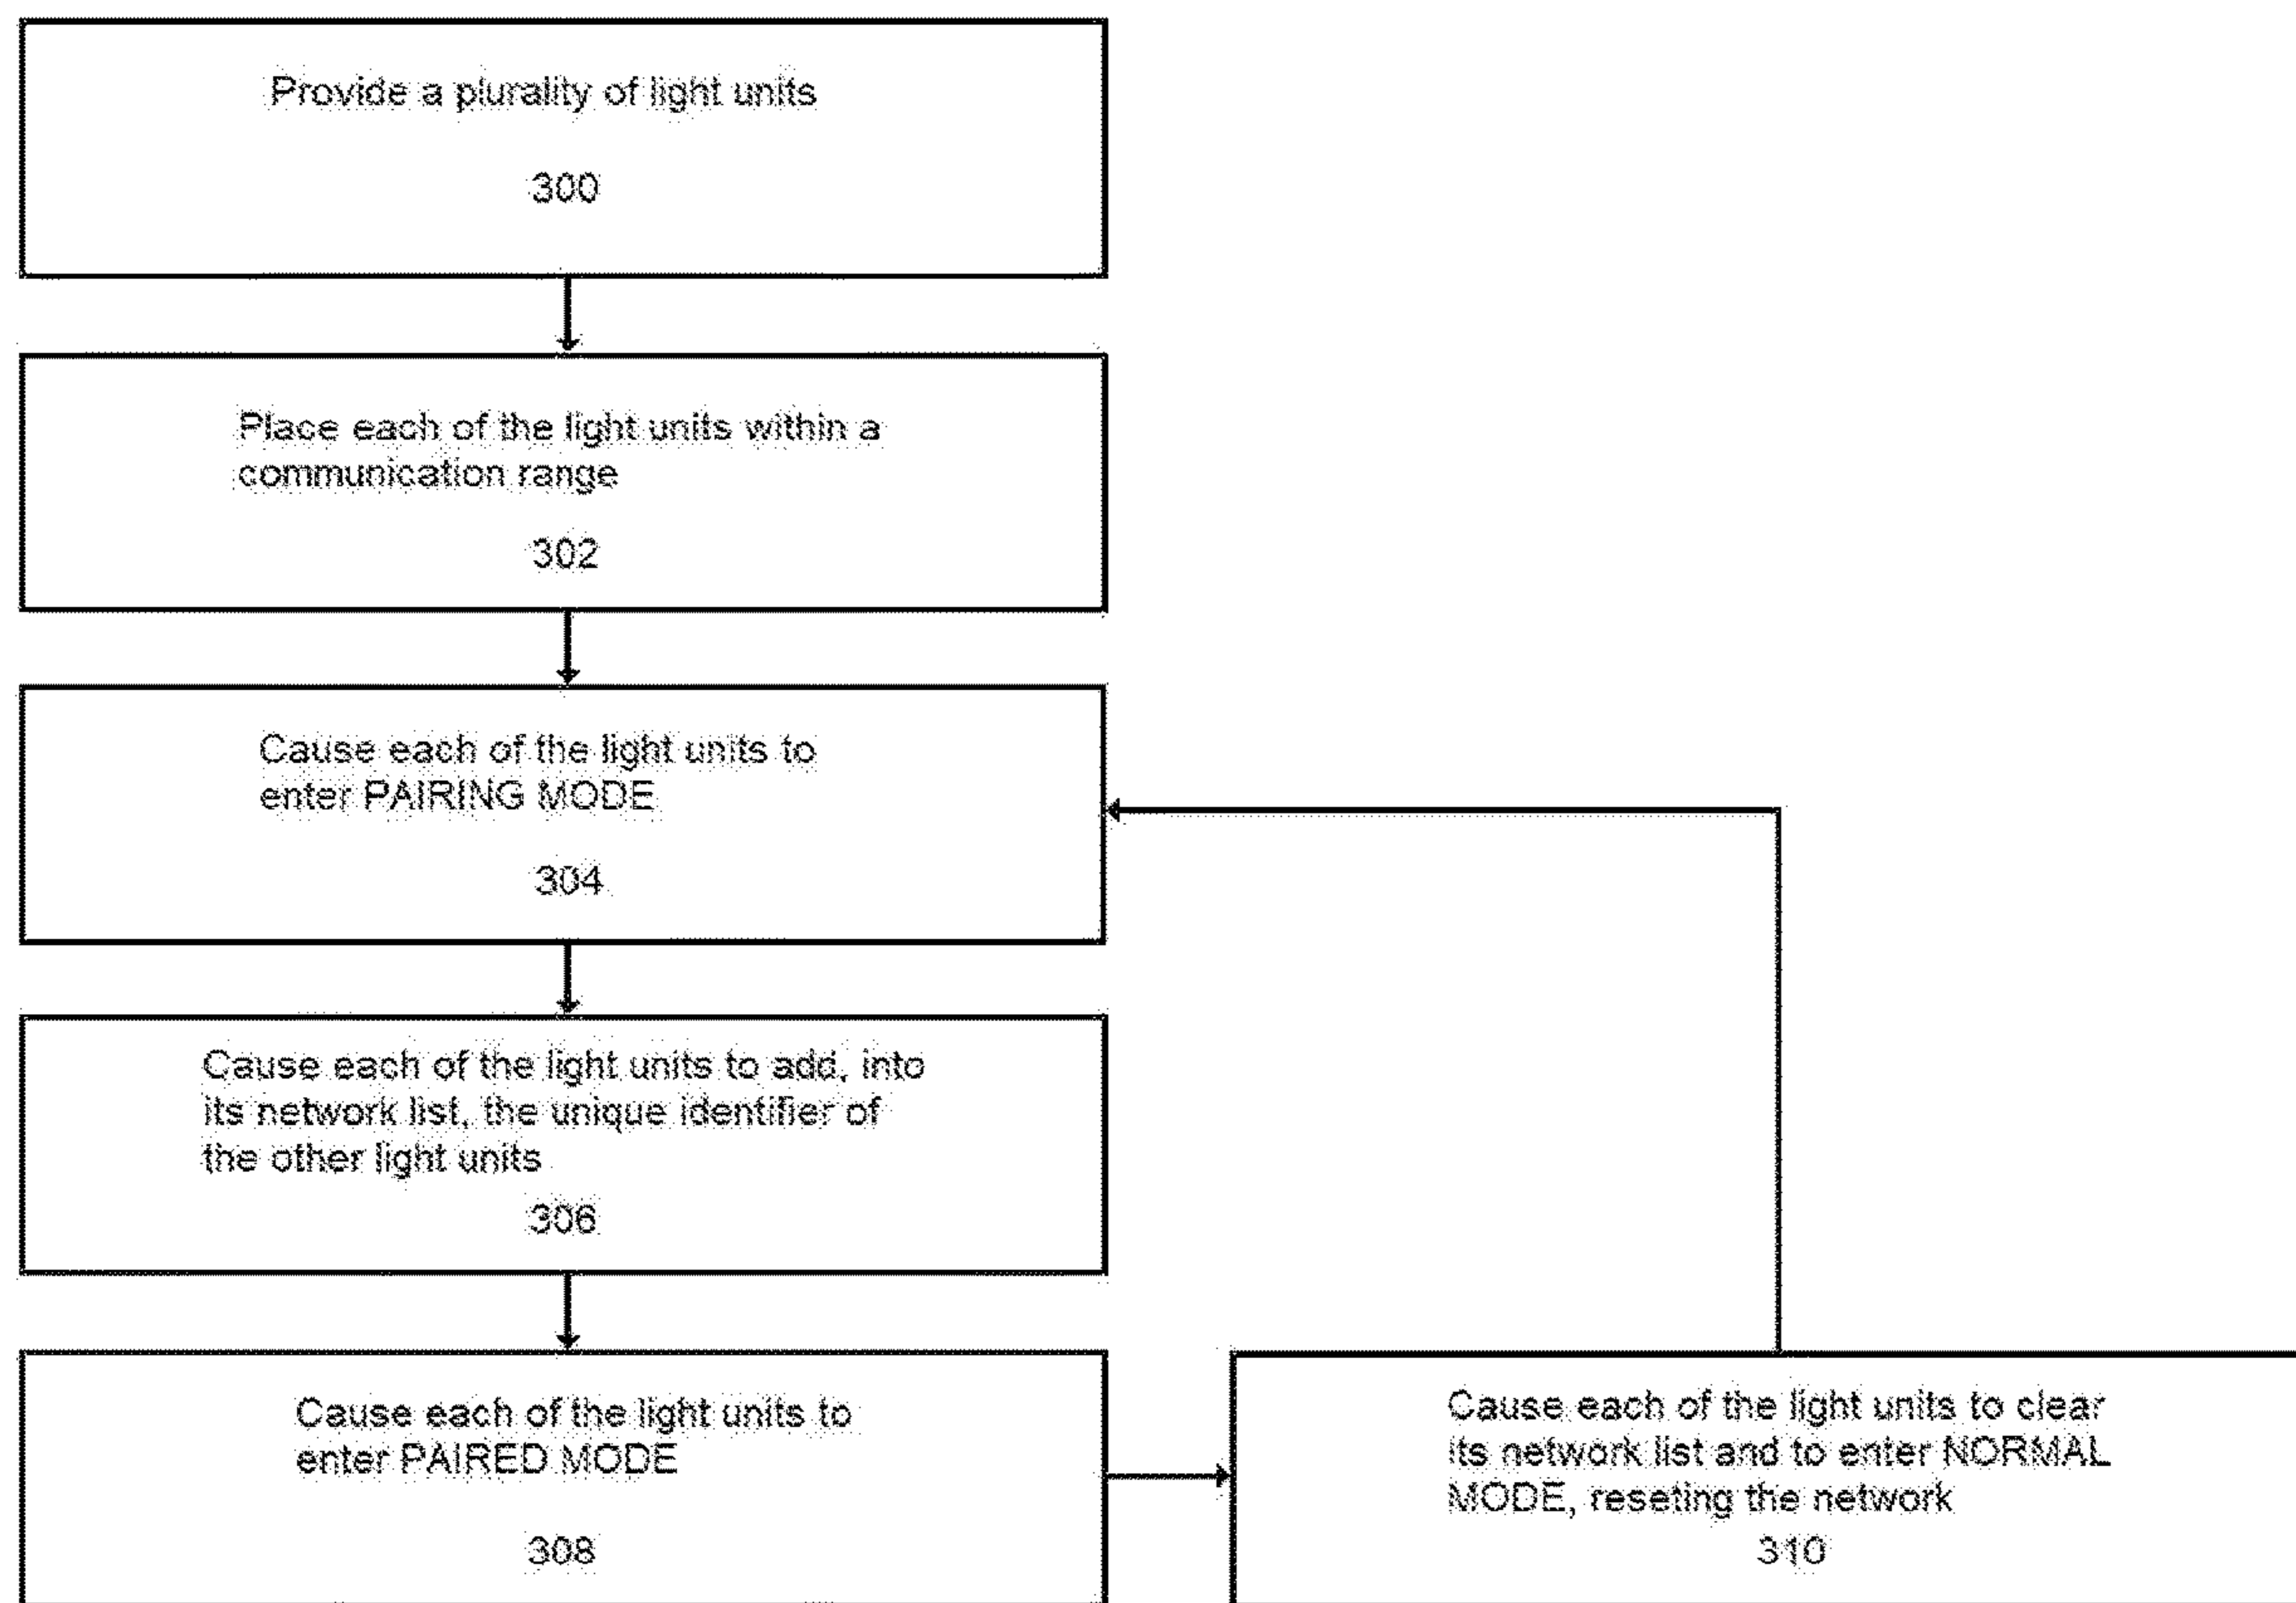 Provide a plurality of light units
300
Place each of the light units within a
communication range
302
Cause each of the light units to
enter PAIRING MODE
304
Cause each of the light units to add, into
its network list, the unique identifier of
the other light units
306
Cause each of the light units to
enter PAIRED MODE
308
Cause each of the light units to clear
its network list and to enter NORMAL
MODE, reseting the network
310